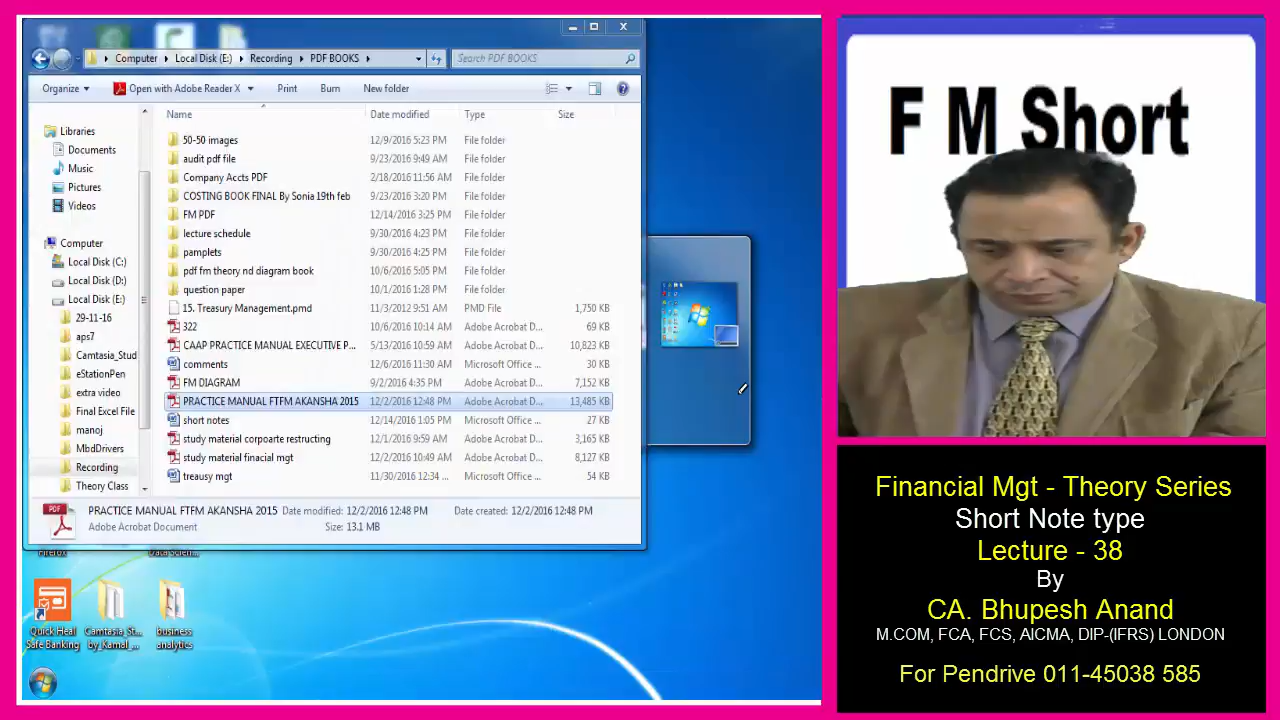 Computer Local Disk (E:) Recording PDF BOOKS Search PDF BOOKS
Organize Open with Adobe Reader X Print Burn New folder
Name Date modified Type Size
Libraries
Documents
Music
Pictures
Videos
Computer
Local Disk (C:)
Local Disk (D:)
Local Disk (E:)
29-11-16
aps7
Camtasia_Stud
eStationPen
extra video
Final Excel File
manoj
MbdDrivers
Recording
Theory Class
50-50 images 12/9/2016 5:23 PM File folder
audit pdf file 9/23/2016 9:49 AM File folder
Company Accts PDF 2/18/2016 11:56 AM File folder
COSTING BOOK FINAL By Sonia 19th feb 9/23/2016 3:20 PM File folder
FM PDF 12/14/2016 3:25 PM File folder
lecture schedule 9/30/2016 4:23 PM File folder
pamplets 9/30/2016 4:25 PM File folder
pdf fm theory nd diagram book 10/6/2016 5:05 PM File folder
question paper 10/6/2016 1:28 PM File folder
15. Treasury Management.pmd 11/3/2012 9:51 AM PMD File 1,750 KB
322 10/6/2016 10:14 AM Adobe Acrobat D... 69 KB
CAAP PRACTICE MANUAL EXECUTIVE P... 5/13/2016 10:59 AM Adobe Acrobat D... 10,823 KB
comments 12/6/2016 11:30 AM Microsoft Office ... 30 KB
FM DIAGRAM 9/2/2016 4:35 PM Adobe Acrobat D... 7,152 KB
PRACTICE MANUAL FTFM AKANSHA 2015 12/2/2016 12:48 PM Adobe Acrobat D... 13,485 KB
short notes 12/14/2016 1:05 PM Microsoft Office ... 27 KB
study material corpoarte restructing 12/1/2016 9:59 AM Adobe Acrobat D... 3,165 KB
study material finacial mgt 12/2/2016 10:49 AM Adobe Acrobat D... 8,127 KB
treausy mgt 11/30/2016 12:34 ... Microsoft Office ... 54 KB
PDF
PRACTICE MANUAL FTFM AKANSHA 2015 Date modified: 12/2/2016 12:48 PM Date created: 12/2/2016 12:48 PM
Adobe Acrobat Document Size: 13.1 MB
Firefox
Quick Heal
Safe Banking
Camtasia_St...
by_Kamal_...
business
analytics
F M Short
Financial Mgt - Theory Series
Short Note type
Lecture - 38
By
CA. Bhupesh Anand
M.COM, FCA, FCS, AICMA, DIP-(IFRS) LONDON
For Pendrive 011-45038 585